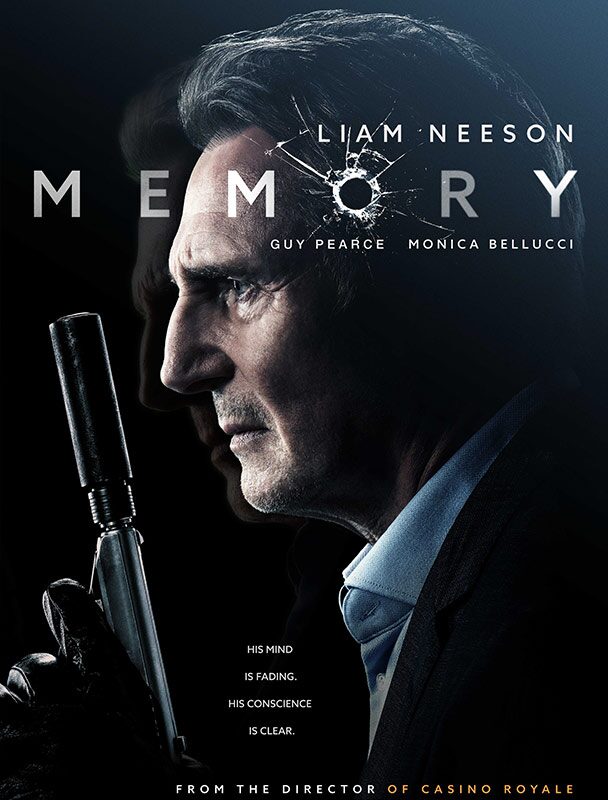 LIAM NEESON
MEMORY
GUY PEARCE MONICA BELLUCCI
HIS MIND
IS FADING.
HIS CONSCIENCE
IS CLEAR.
FROM THE DIRECTOR OF CASINO ROYALE